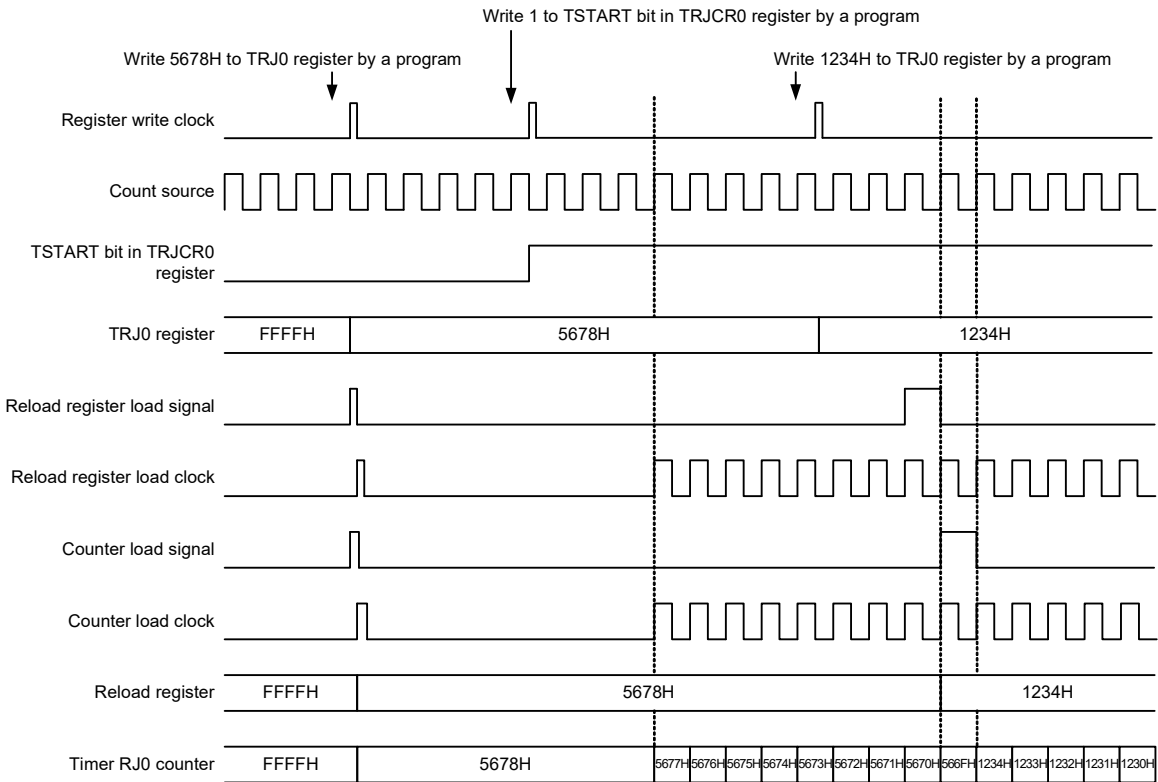 Write 1 to TSTART bit in TRJCR0 register by a program
Write 5678H to TRJ0 register by a program
Write 1234H to TRJ0 register by a program
Register write clock
Count source
TSTART bit in TRJCR0
register
TRJ0 register FFFFH 5678H 1234H
Reload register load signal
Reload register load clock
Counter load signal
Counter load clock
Reload register FFFFH 5678H 1234H
Timer RJ0 counter FFFFH 5678H 5677H 5676H 5675H 5674H 5673H 5672H 5671H 5670H 566FH 1234H 1233H 1232H 1231H 1230H